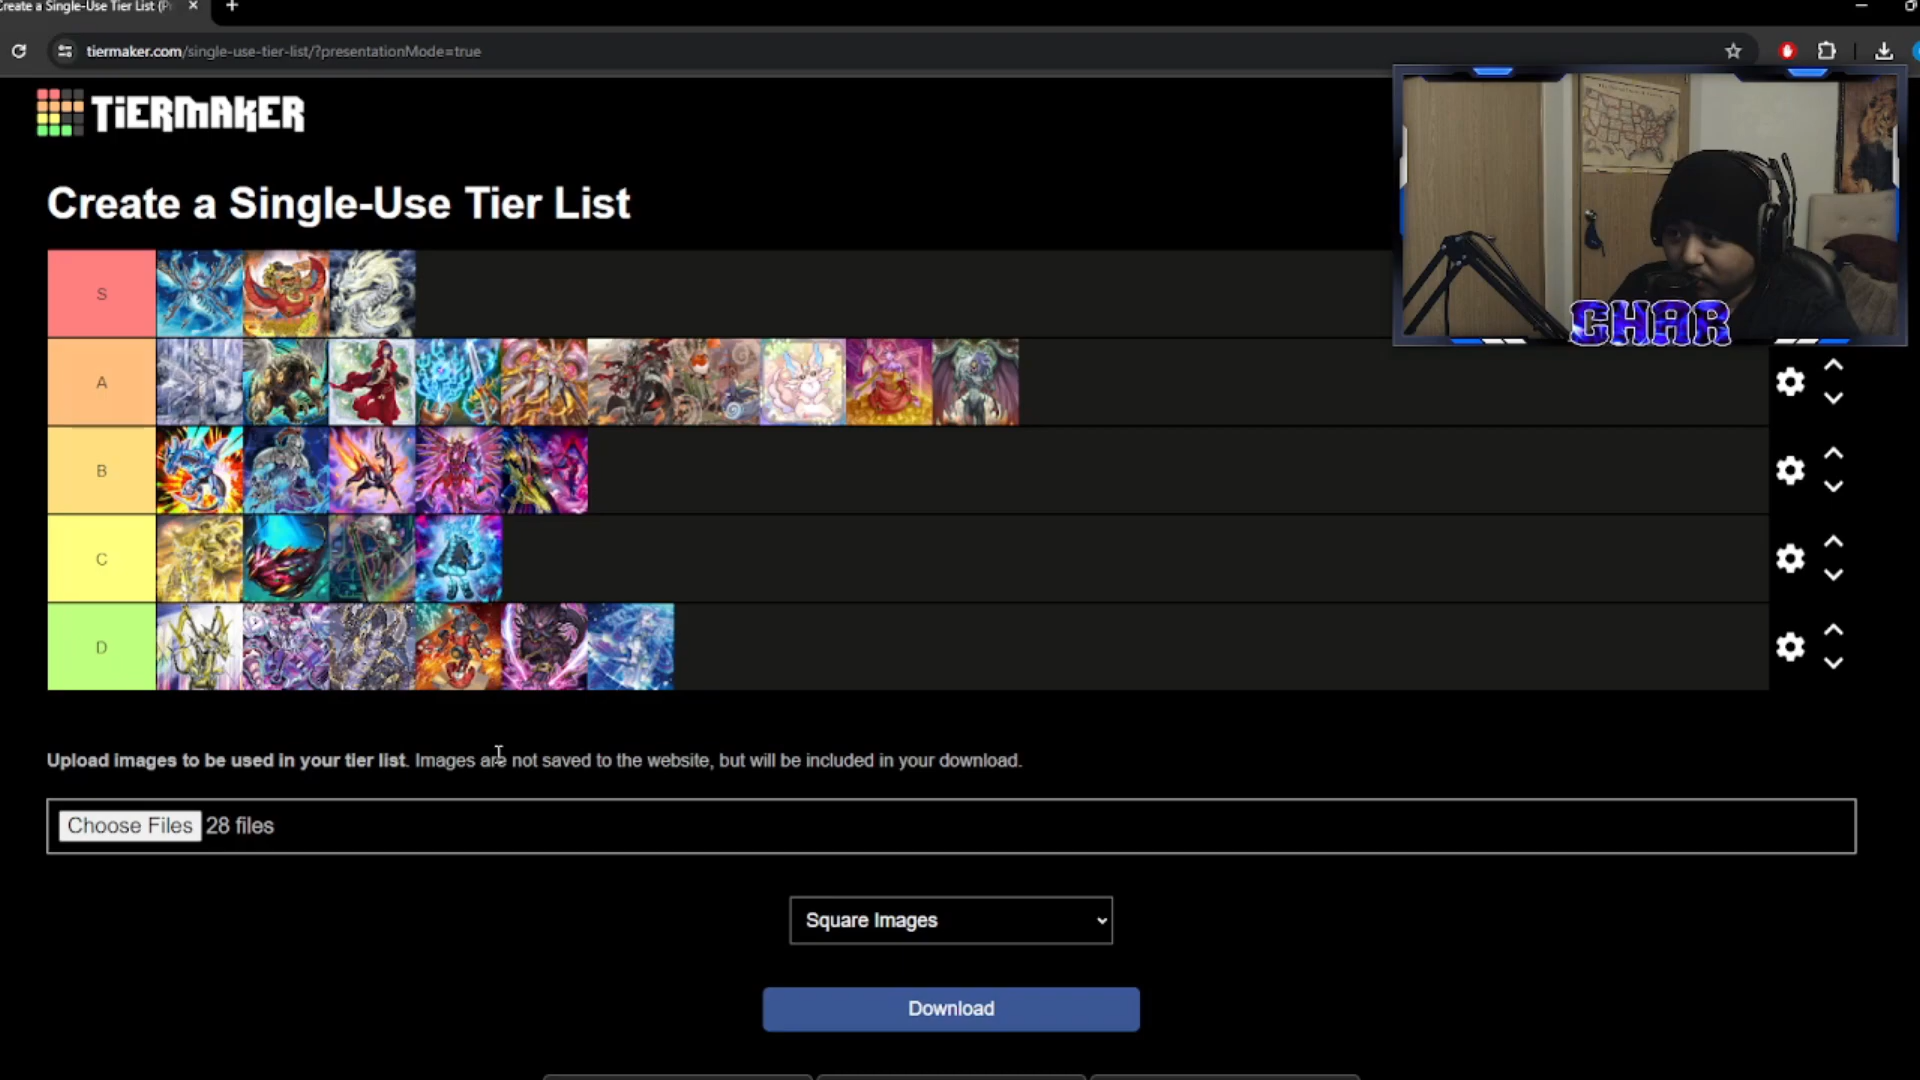 Create a Single-Use Tier List (P
tiermaker.com/single-use-tier-list/?presentationMode=true
TiERMAKER
Create a Single-Use Tier List
CHAR
S
A
B
C
D
Upload images to be used in your tier list. Images are not saved to the website, but will be included in your download.
Choose Files 28 files
Square Images
Download